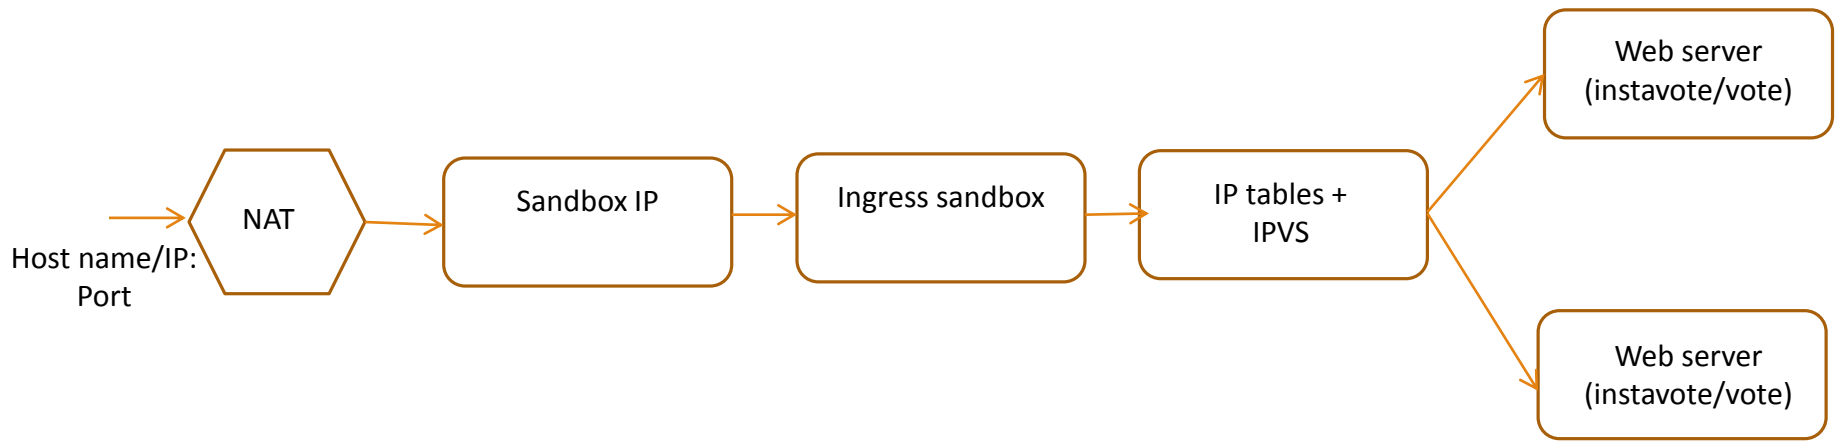 Host name/IP:
Port
NAT
Sandbox IP
Ingress sandbox
IP tables +
IPVS
Web server
(instavote/vote)
Web server
(instavote/vote)